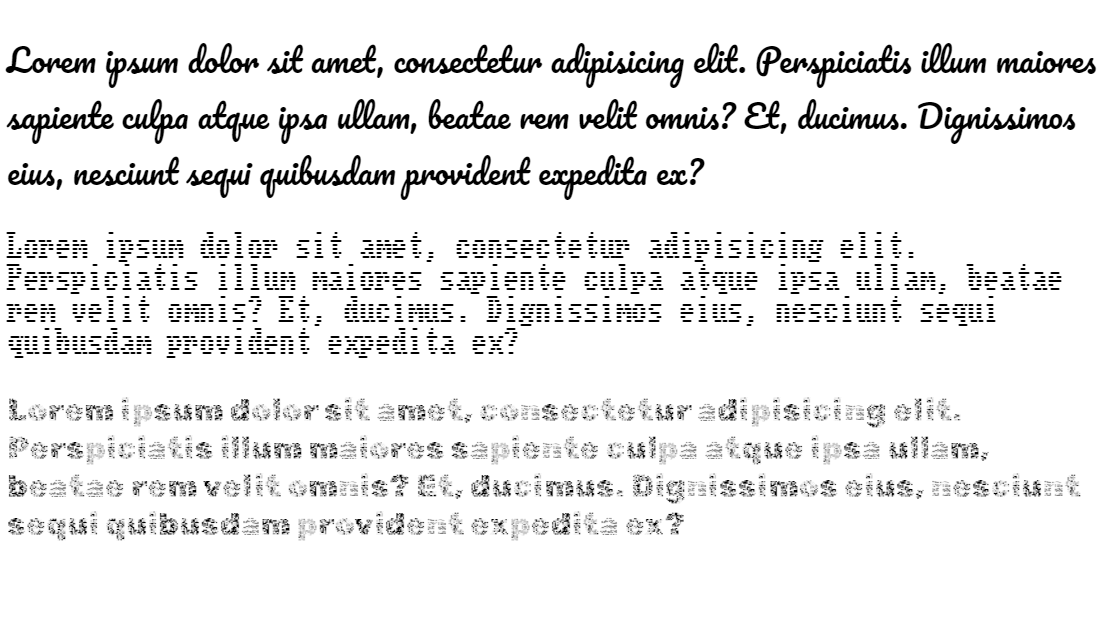 Lorem ipsum dolor sit amet, consectetur adipisicing elit. Perspiciatis illum maiores
sapiente culpa atque ipsa ullam, beatae rem velit omnis? Et, ducimus. Dignissimos
eius, nesciunt sequi quibusdam provident expedita ex?
Lorem ipsum dolor sit amet, consectetur adipisicing elit.
Perspiciatis illum maiores sapiente culpa atque ipsa ullam, beatae
rem velit omnis? Et, ducimus. Dignissimos eius, nesciunt sequi
quibusdam provident expedita ex?
Lorem ipsum dolor sit amet, consectetur adipisicing elit.
Perspiciatis illum maiores sapiente culpa atque ipsa ullam,
beatae rem velit omnis? Et, ducimus. Dignissimos eius, nesciunt
sequi quibusdam provident expedita ex?